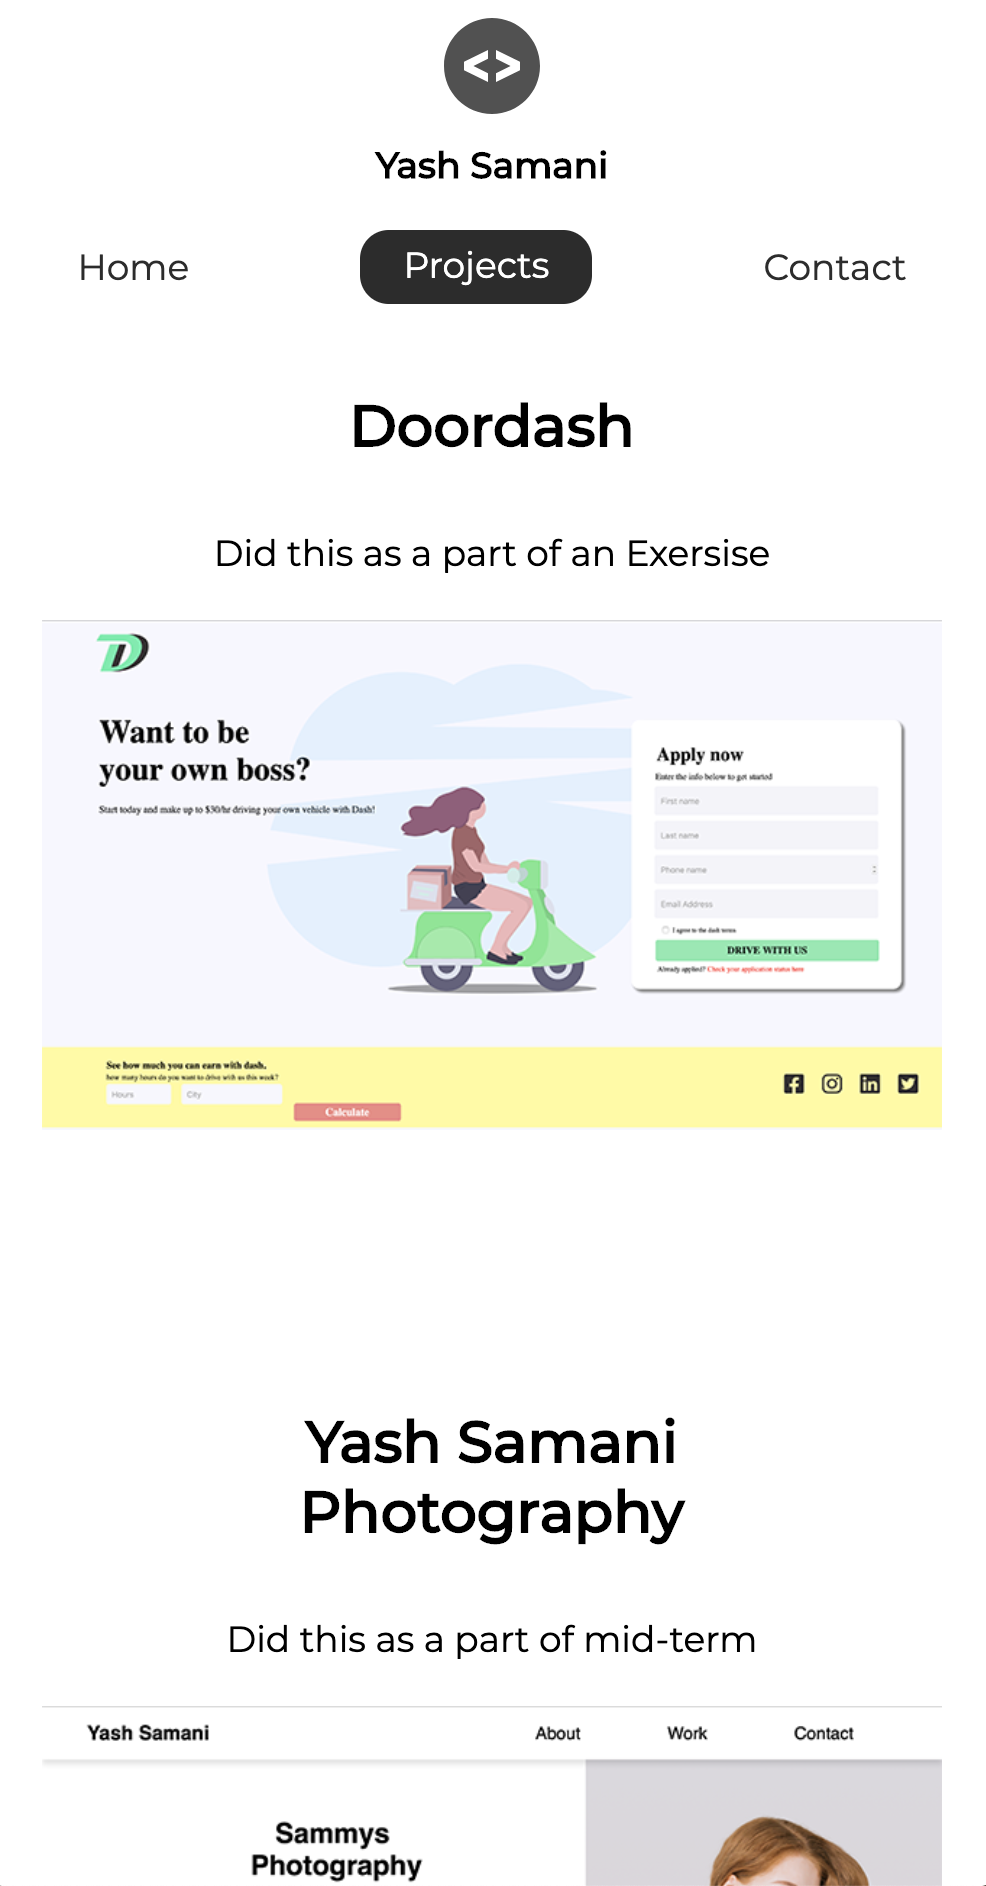 <>
Yash Samani
Home Projects Contact
Doordash
Did this as a part of an Exersise
D
Want to be
your own boss?
Start today and make up to $30/hr driving your own vehicle with Dash!
Apply now
Enter the info below to get started
First name
Last name
Phone name
Email Address
I agree to the dash terms
DRIVE WITH US
Already applied? Check your application status here
See how much you can earn with dash.
how many hours do you want to drive with us this week?
Hours City
Calculate
Yash Samani
Photography
Did this as a part of mid-term
Yash Samani About Work Contact
Sammys
Photography